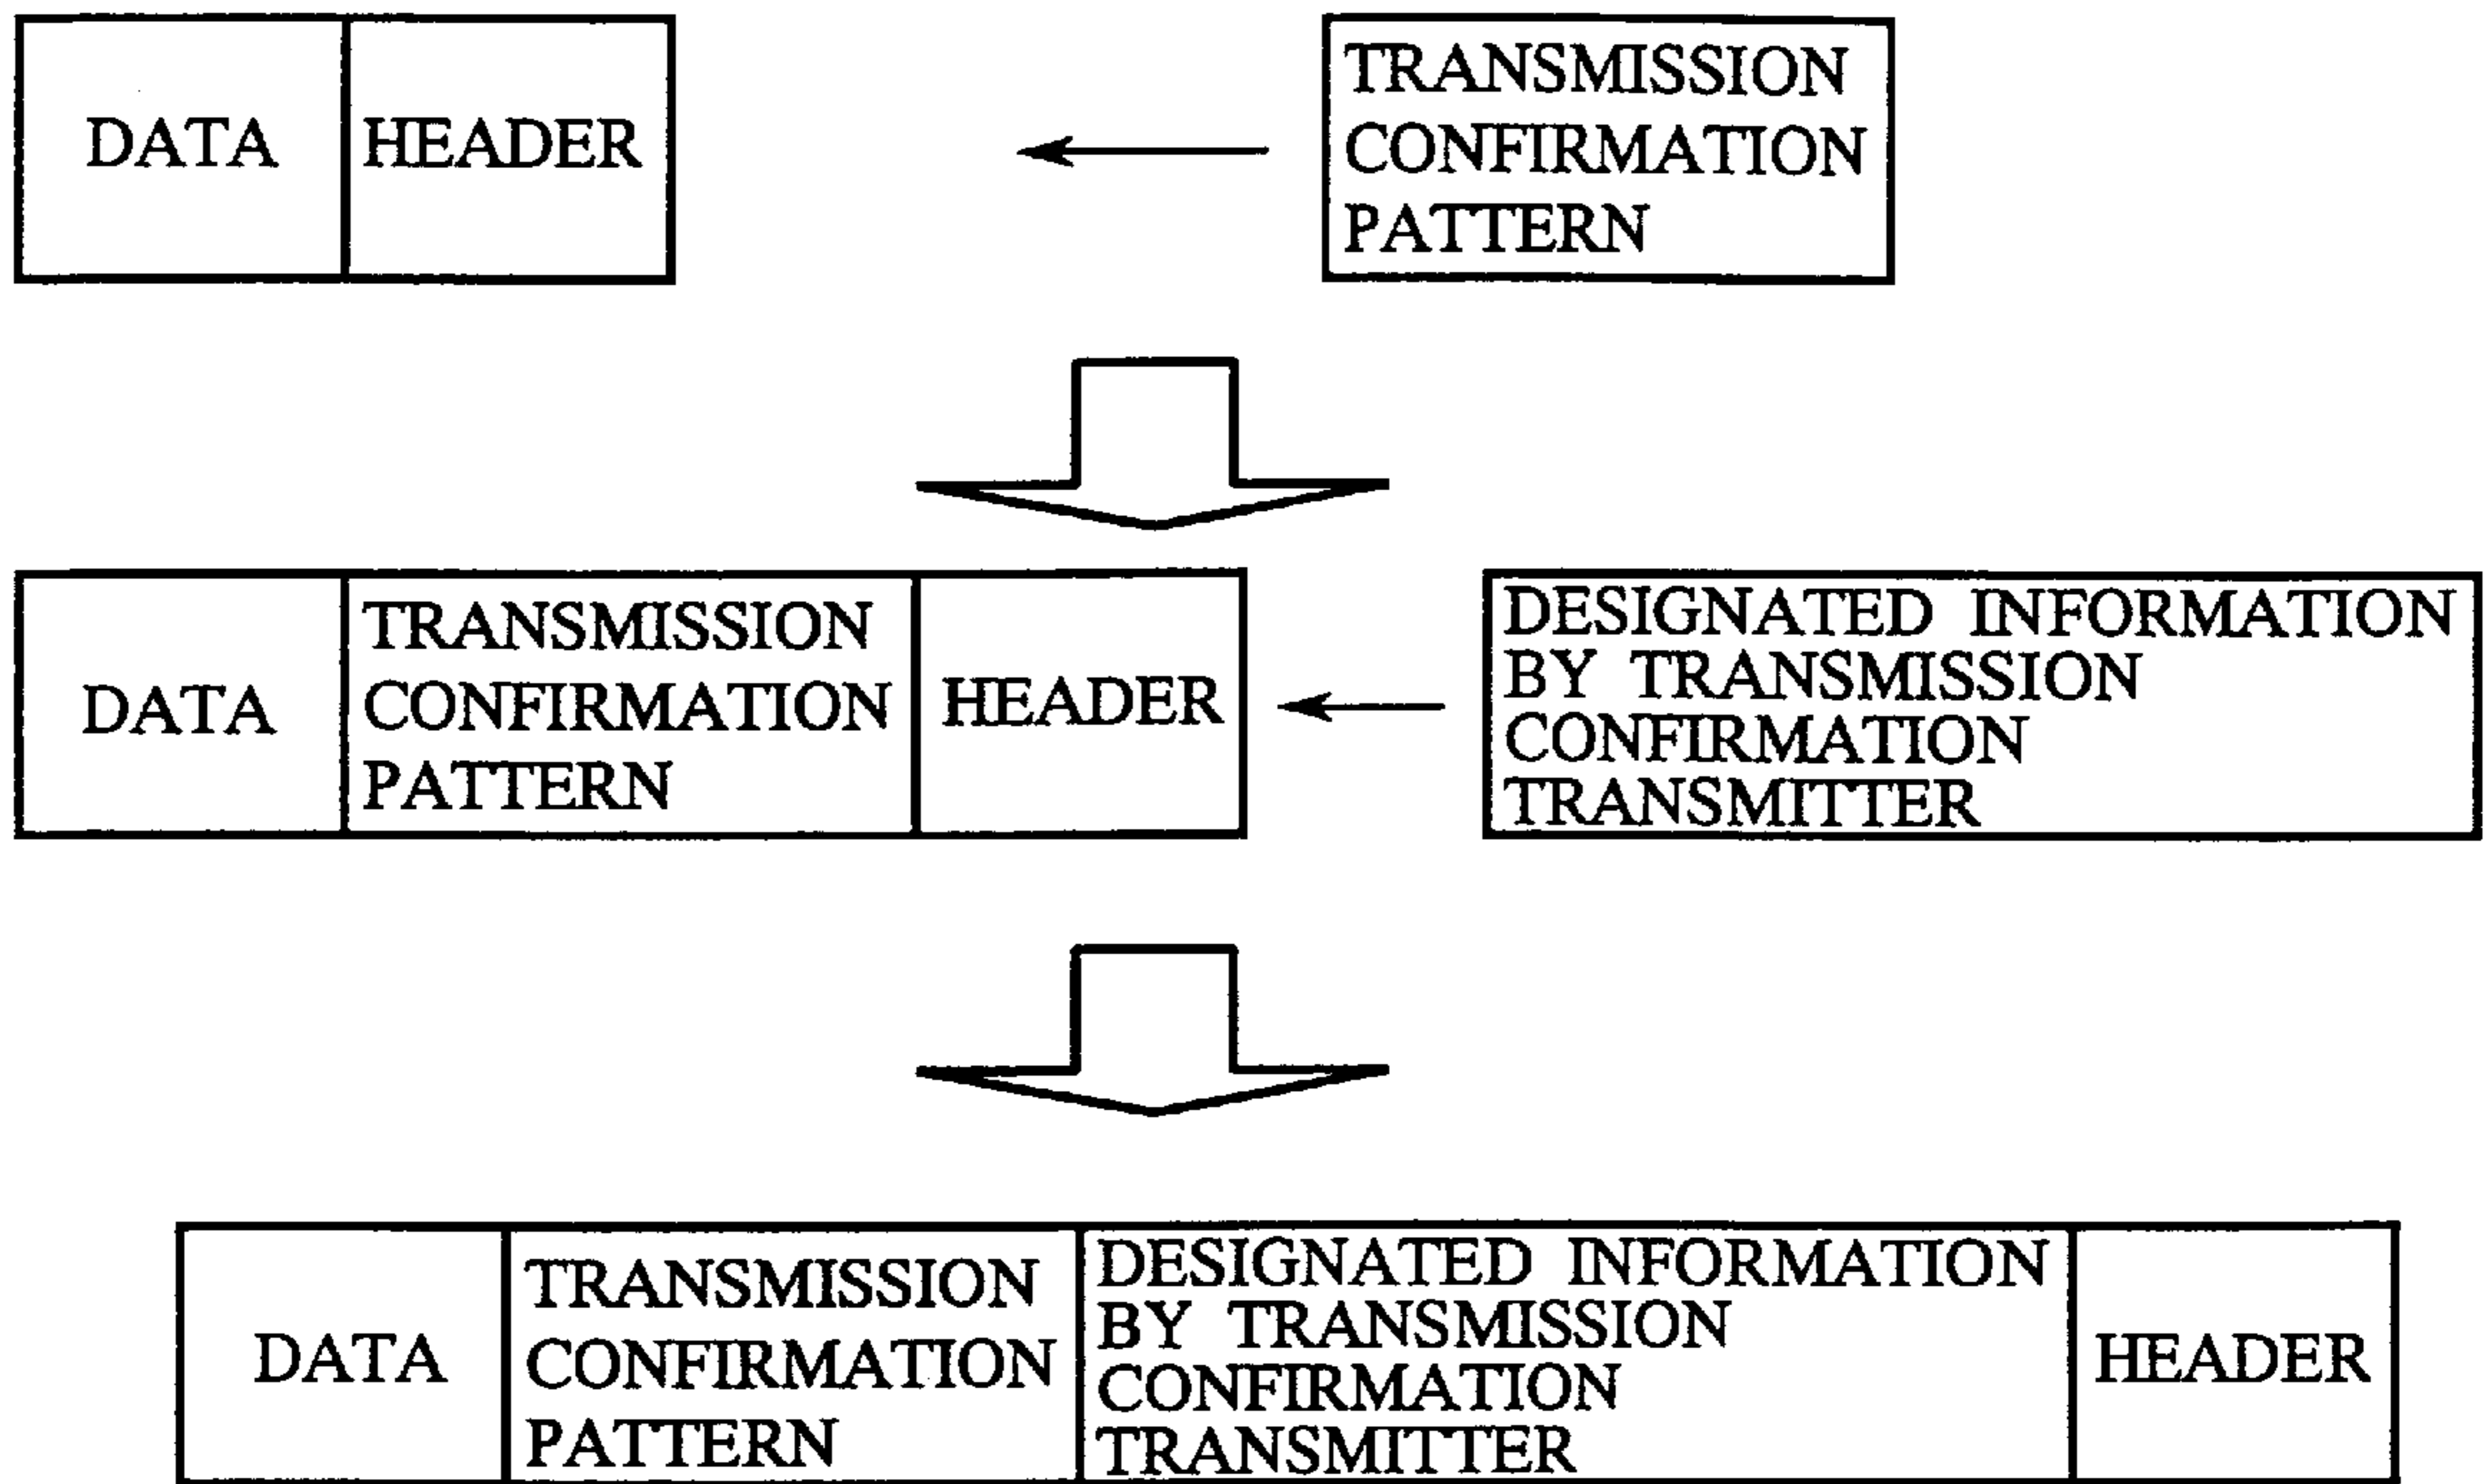 DATA
HEADER
TRANSMISSION
CONFIRMATION
PATTERN
DATA
TRANSMISSION
CONFIRMATION
PATTERN
HEADER
DESIGNATED INFORMATION
BY TRANSMISSION
CONFIRMATION
TRANSMITTER
DATA
TRANSMISSION
CONFIRMATION
PATTERN
DESIGNATED INFORMATION
BY TRANSMISSION
CONFIRMATION
TRANSMITTER
HEADER